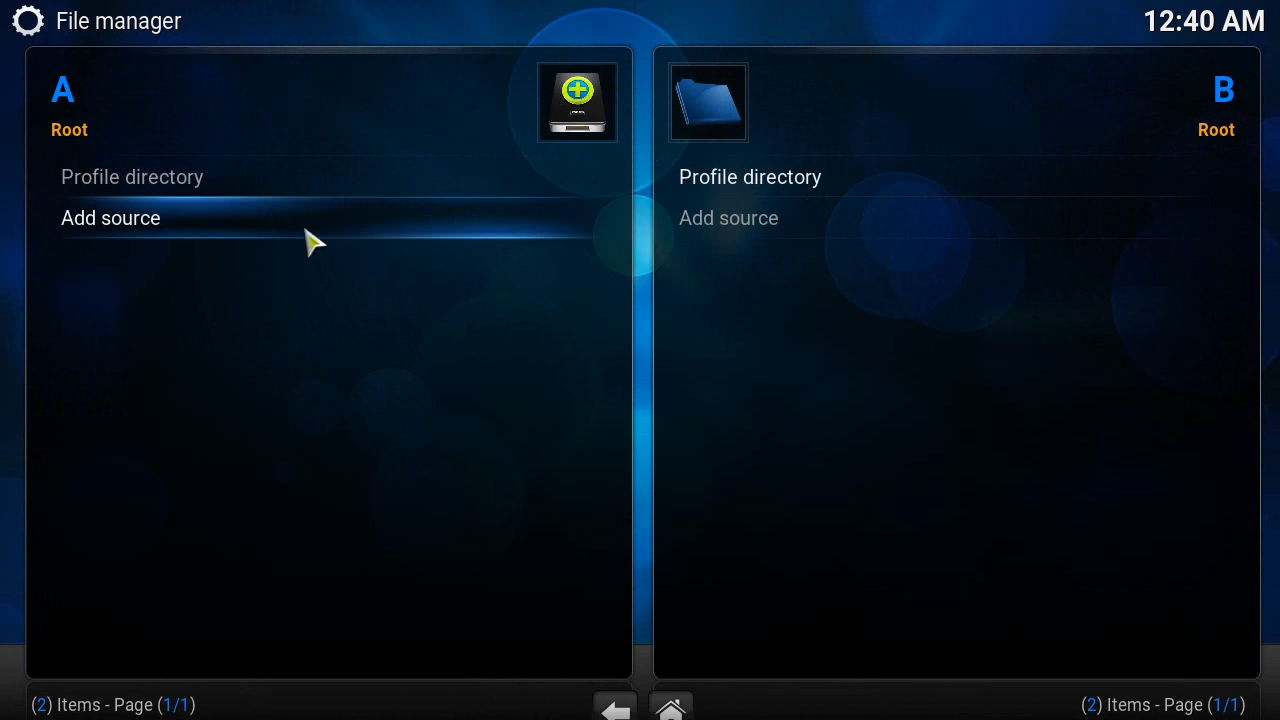 File manager
12:40 AM
A
Root
Profile directory
Add source
B
Root
Profile directory
Add source
(2) Items - Page (1/1)
(2) Items - Page (1/1)